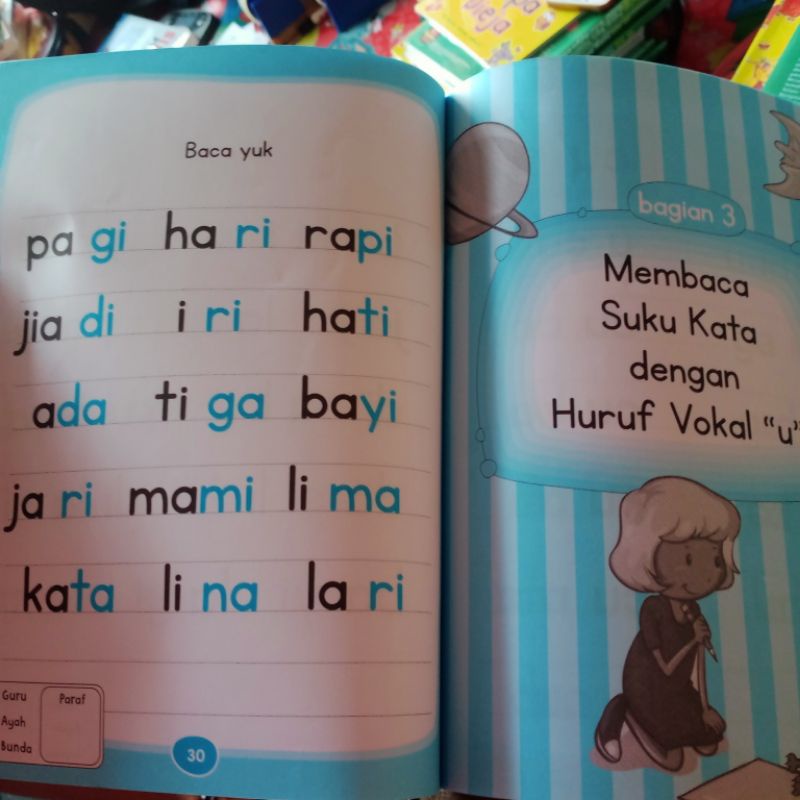 Baca yuk
pa gi ha ri rapi
jia di i ri hati
ada ti ga bayi
ja ri mami li ma
kata li na la ri
Guru Paraf
Ayah
Bunda
30
bagian 3
Membaca
Suku Kata
dengan
Huruf Vokal "u"